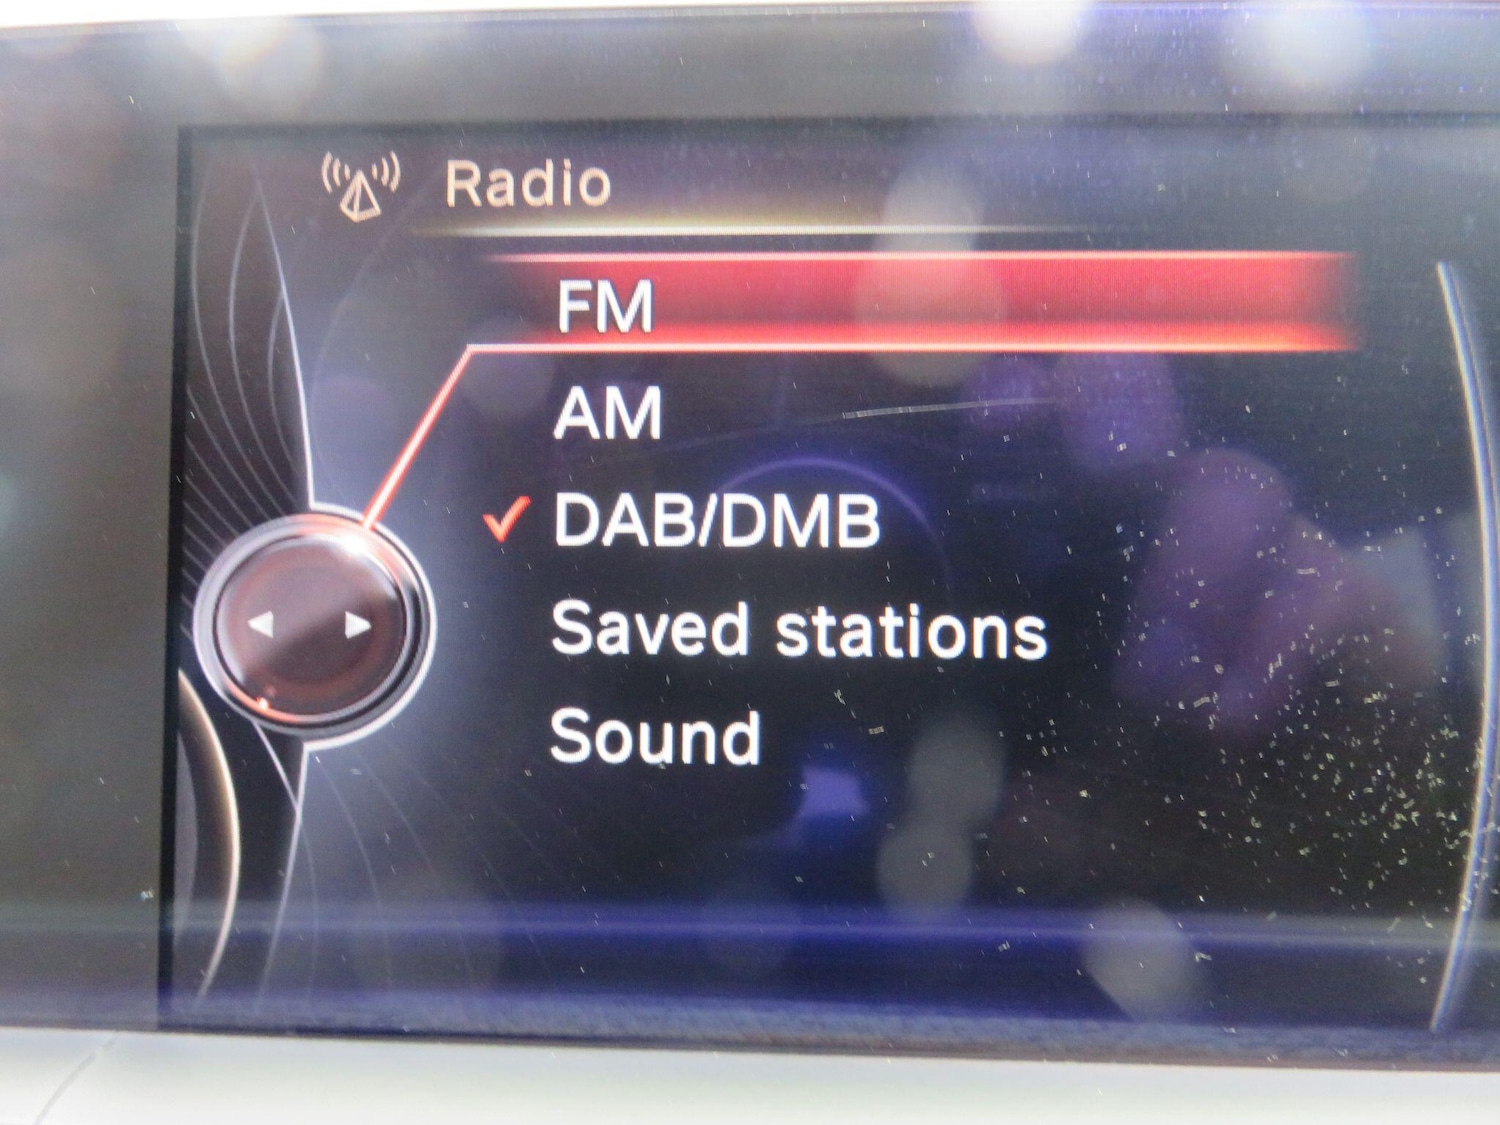 Radio
FM
AM
DAB/DMB
Saved stations
Sound